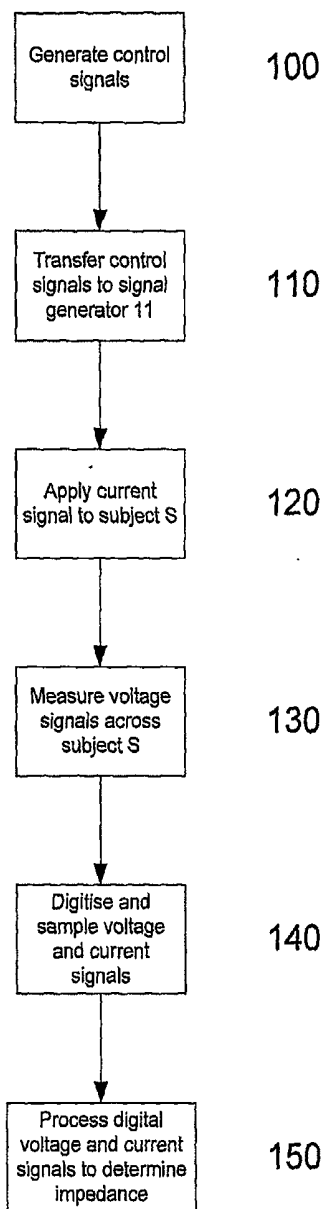 Generate control
signals
100
Transfer control
signals to signal
generator 11
110
Apply current
signal to subject S
120
Measure voltage
signals across
subject S
130
Digitise and
sample voltage
and current
signals
140
Process digital
voltage and current
signals to determine
impedance
150